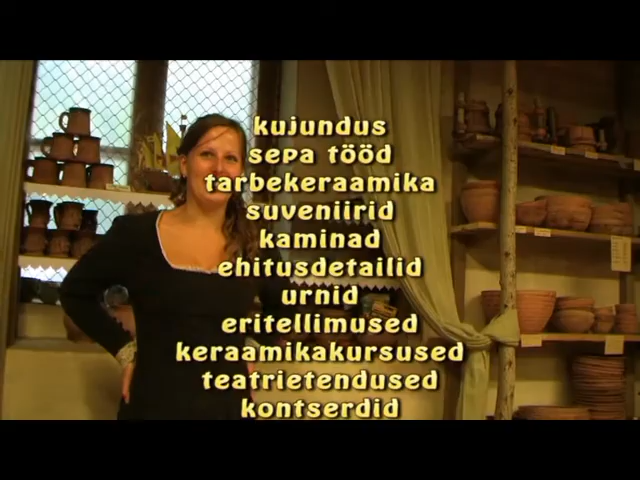 kujundus
sepa tööd
tarbekeraamika
suveniirid
kaminad
ehitusdetailid
urnid
eritellimused
keraamikakursused
teatrietendused
kontserdid